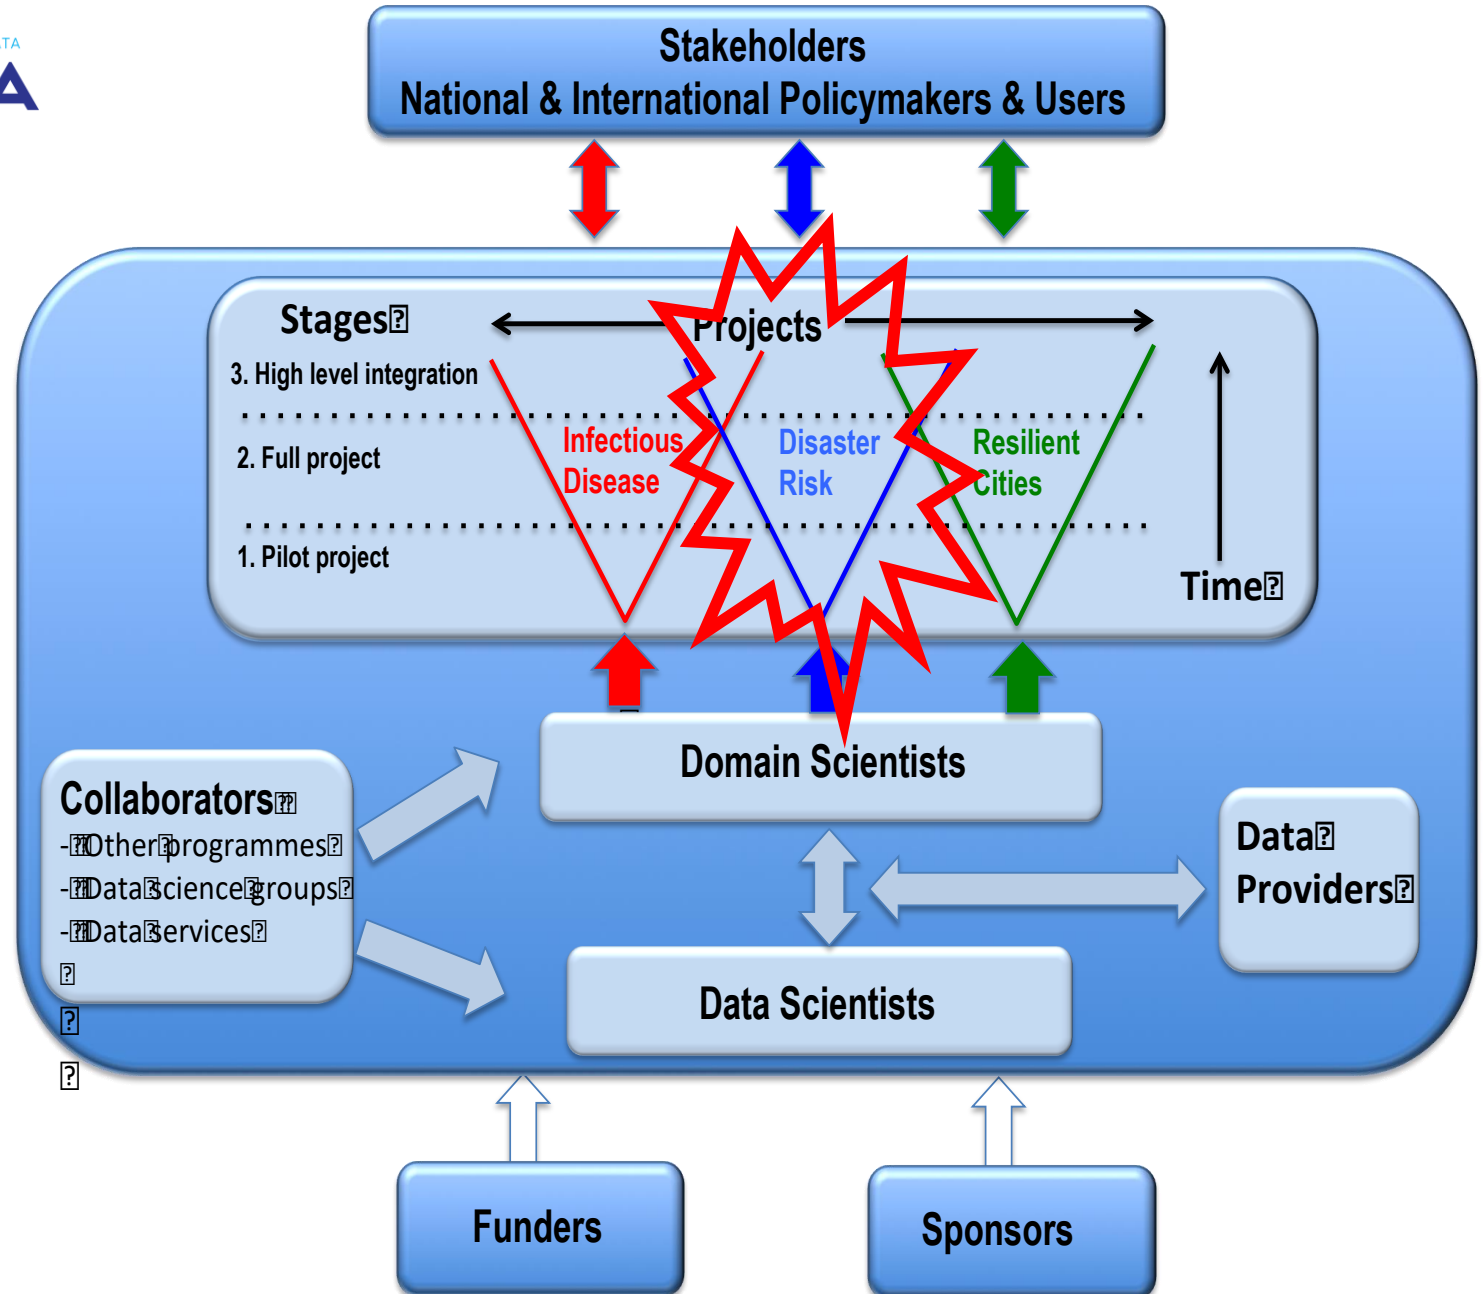 ATA
A
Stakeholders
National & International Policymakers & Users
Stages
Projects
3. High level integration
2. Full project
1. Pilot project
Infectious
Disease
Disaster
Risk
Resilient
Cities
Time
Domain Scientists
Collaborators
- Other programmes
- Data science groups
- Data services
Data
Providers
Data Scientists
Funders
Sponsors